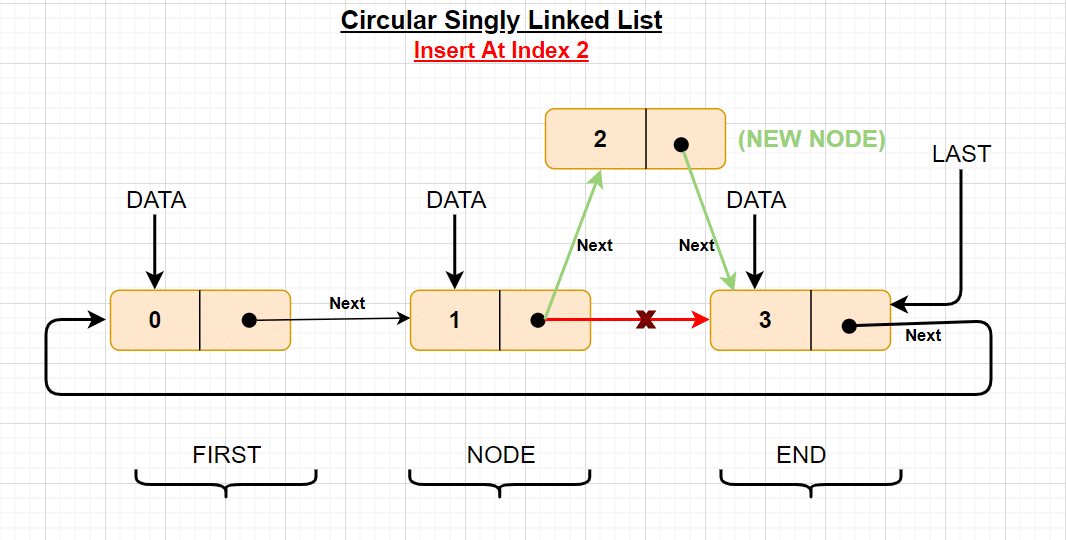 Circular Singly Linked List
Insert At Index 2
2
(NEW NODE)
LAST
DATA
DATA
DATA
Next
Next
Next
0
1
3
Next
FIRST
NODE
END